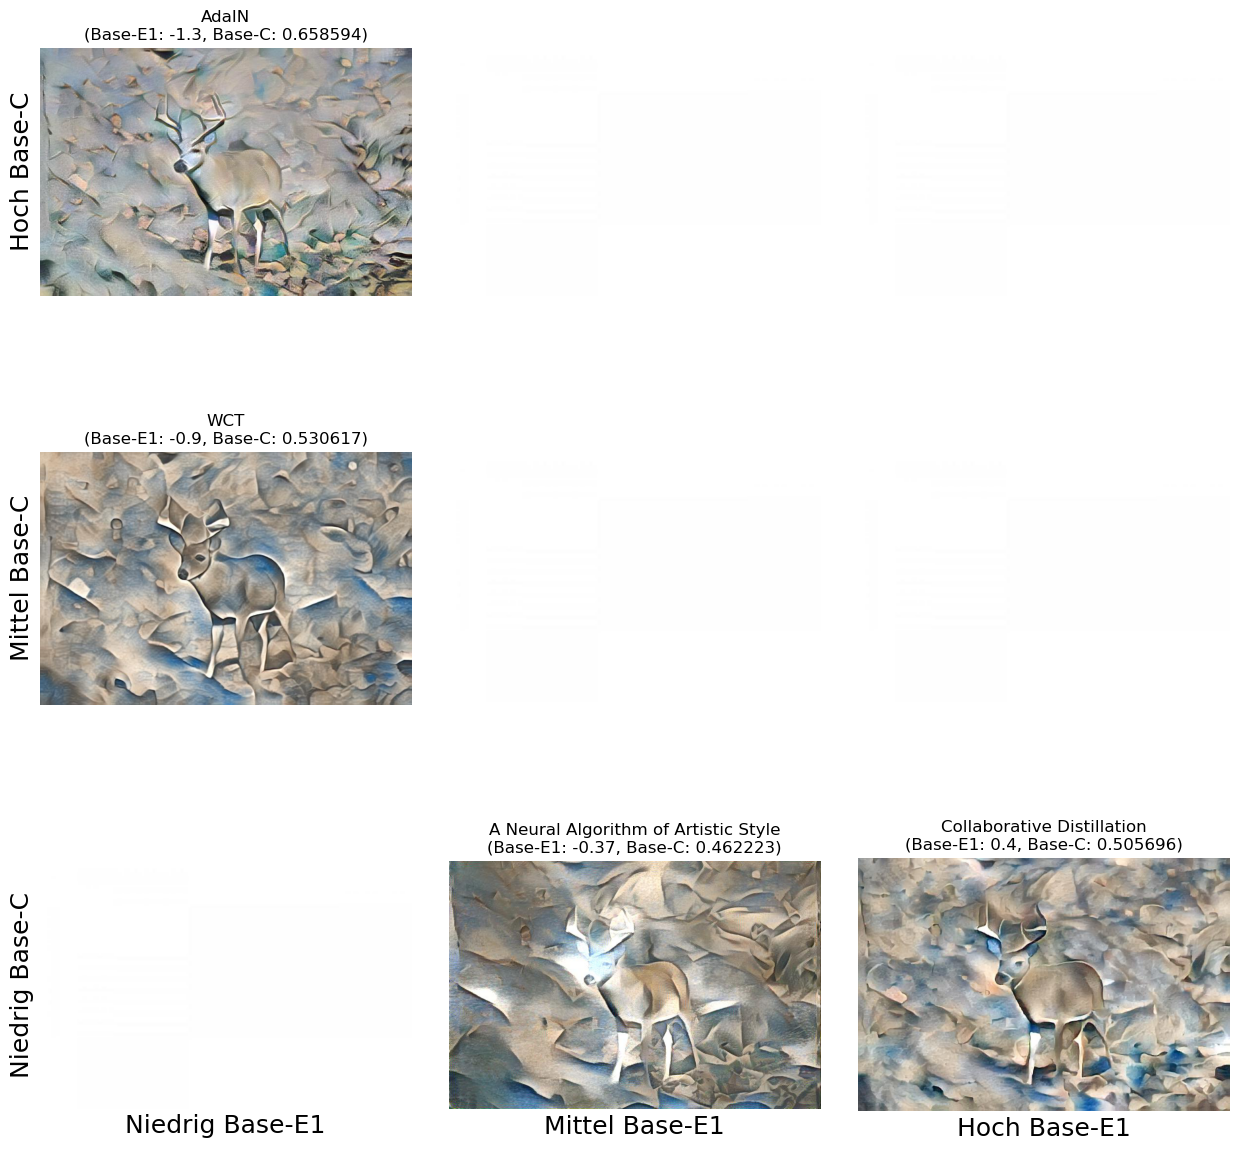 AdaIN
(Base-E1: -1.3, Base-C: 0.658594)
Hoch Base-C
WCT
(Base-E1: -0.9, Base-C: 0.530617)
Mittel Base-C
A Neural Algorithm of Artistic Style
(Base-E1: -0.37, Base-C: 0.462223)
Collaborative Distillation
(Base-E1: 0.4, Base-C: 0.505696)
Niedrig Base-C
Niedrig Base-E1
Mittel Base-E1
Hoch Base-E1